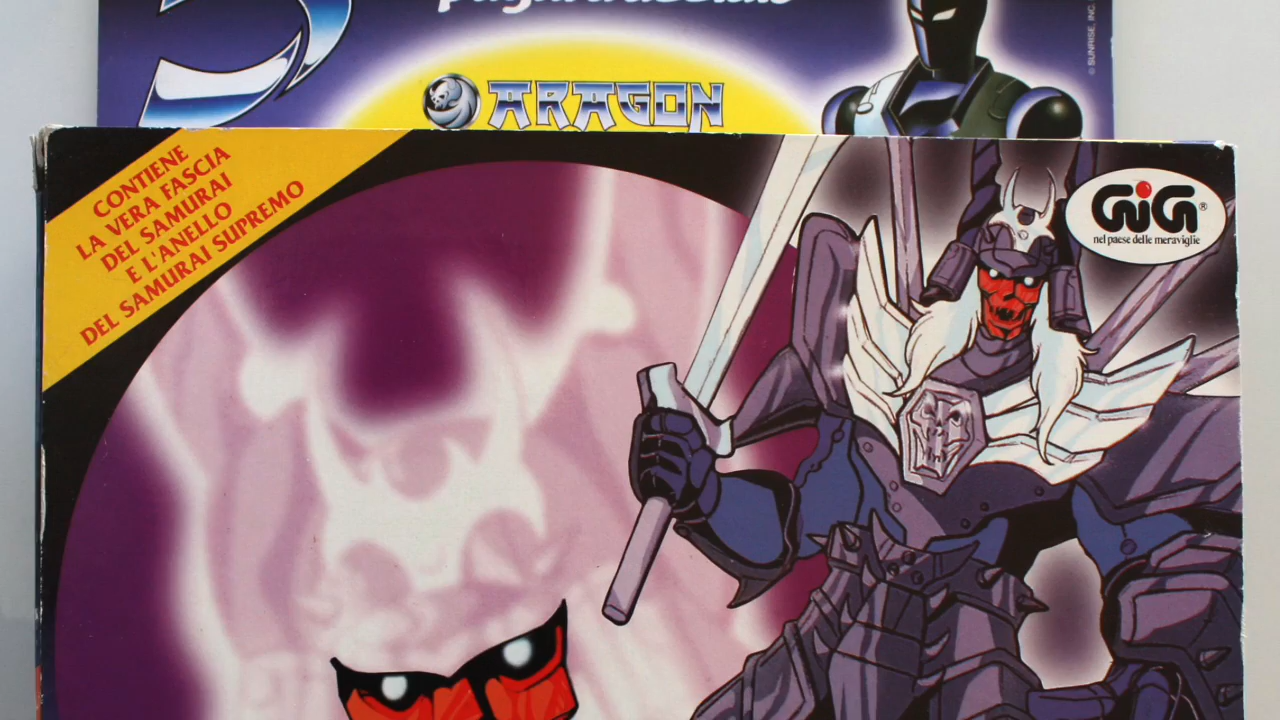 © SUNRISE, INC.
ARAGON
CONTIENE
LA VERA FASCIA
DEL SAMURAI
E L'ANELLO
DEL SAMURAI SUPREMO
GiG®
nel paese delle meraviglie